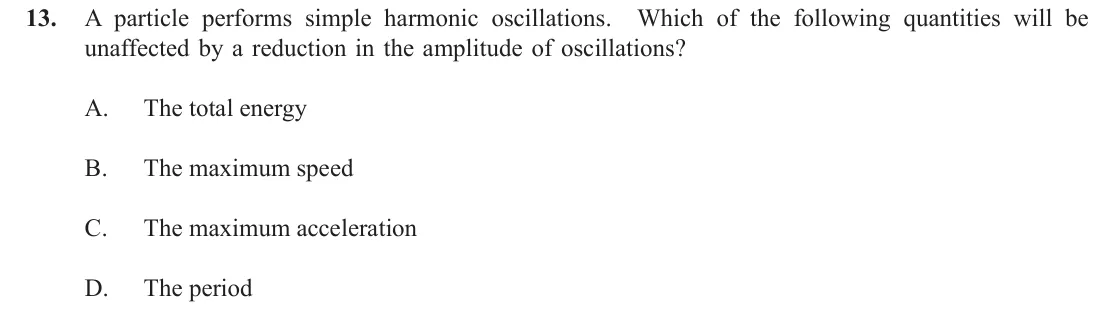 13. A particle performs simple harmonic oscillations. Which of the following quantities will be
unaffected by a reduction in the amplitude of oscillations?
A. The total energy
B. The maximum speed
C. The maximum acceleration
D. The period